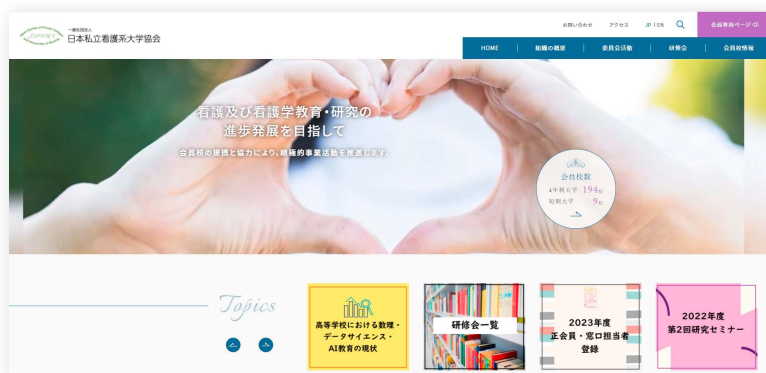 お問い合わせ アクセス JP | EN 会員専用ページ
一般社団法人
日本私立看護系大学協会
HOME 組織の概要 委員会活動 研修会 会員校情報
看護及び看護学教育・研究の
進歩発展を目指して
会員校の提携と協力により、積極的事業活動を推進します。
会員校数
4年制大学 194校
短期大学 9校
Topics
高等学校における数理・
データサイエンス・
AI教育の現状
研修会一覧
2023年度
正会員・窓口担当者
登録
2022年度
第2回研究セミナー